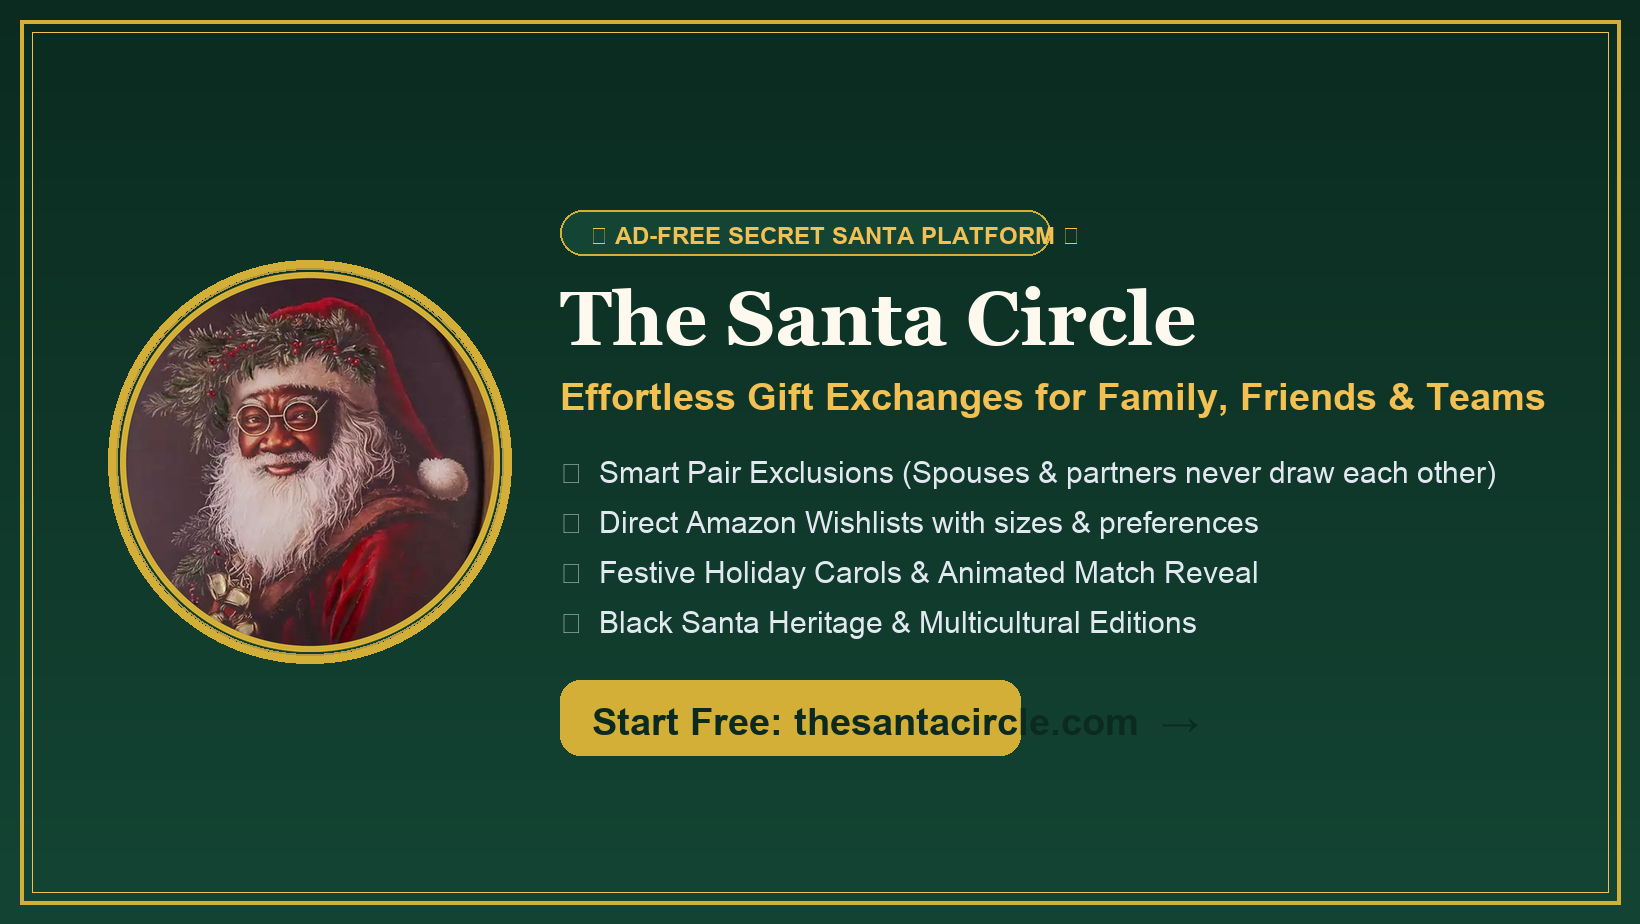 AD-FREE SECRET SANTA PLATFORM
The Santa Circle
Effortless Gift Exchanges for Family, Friends & Teams
Smart Pair Exclusions (Spouses & partners never draw each other)
Direct Amazon Wishlists with sizes & preferences
Festive Holiday Carols & Animated Match Reveal
Black Santa Heritage & Multicultural Editions
Start Free: thesantacircle.com →